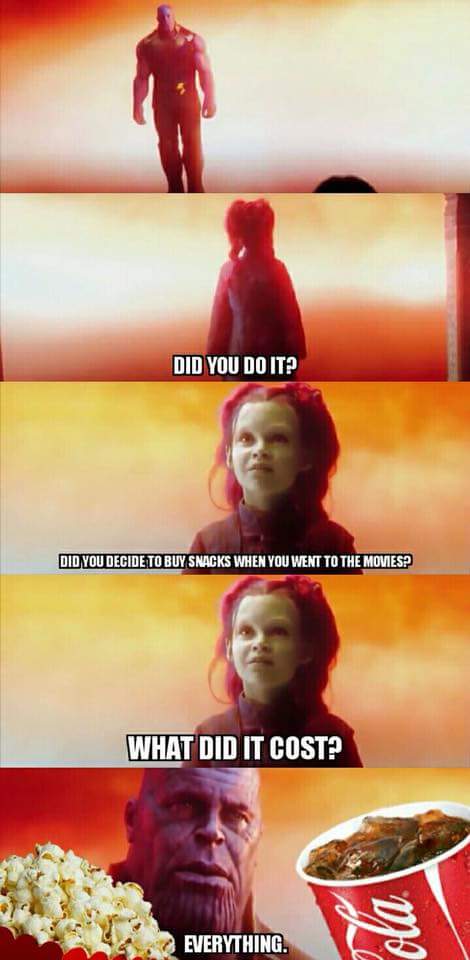 DID YOU DO IT?
DID YOU DECIDE TO BUY SNACKS WHEN YOU WENT TO THE MOVIES?
WHAT DID IT COST?
EVERYTHING.
Cola